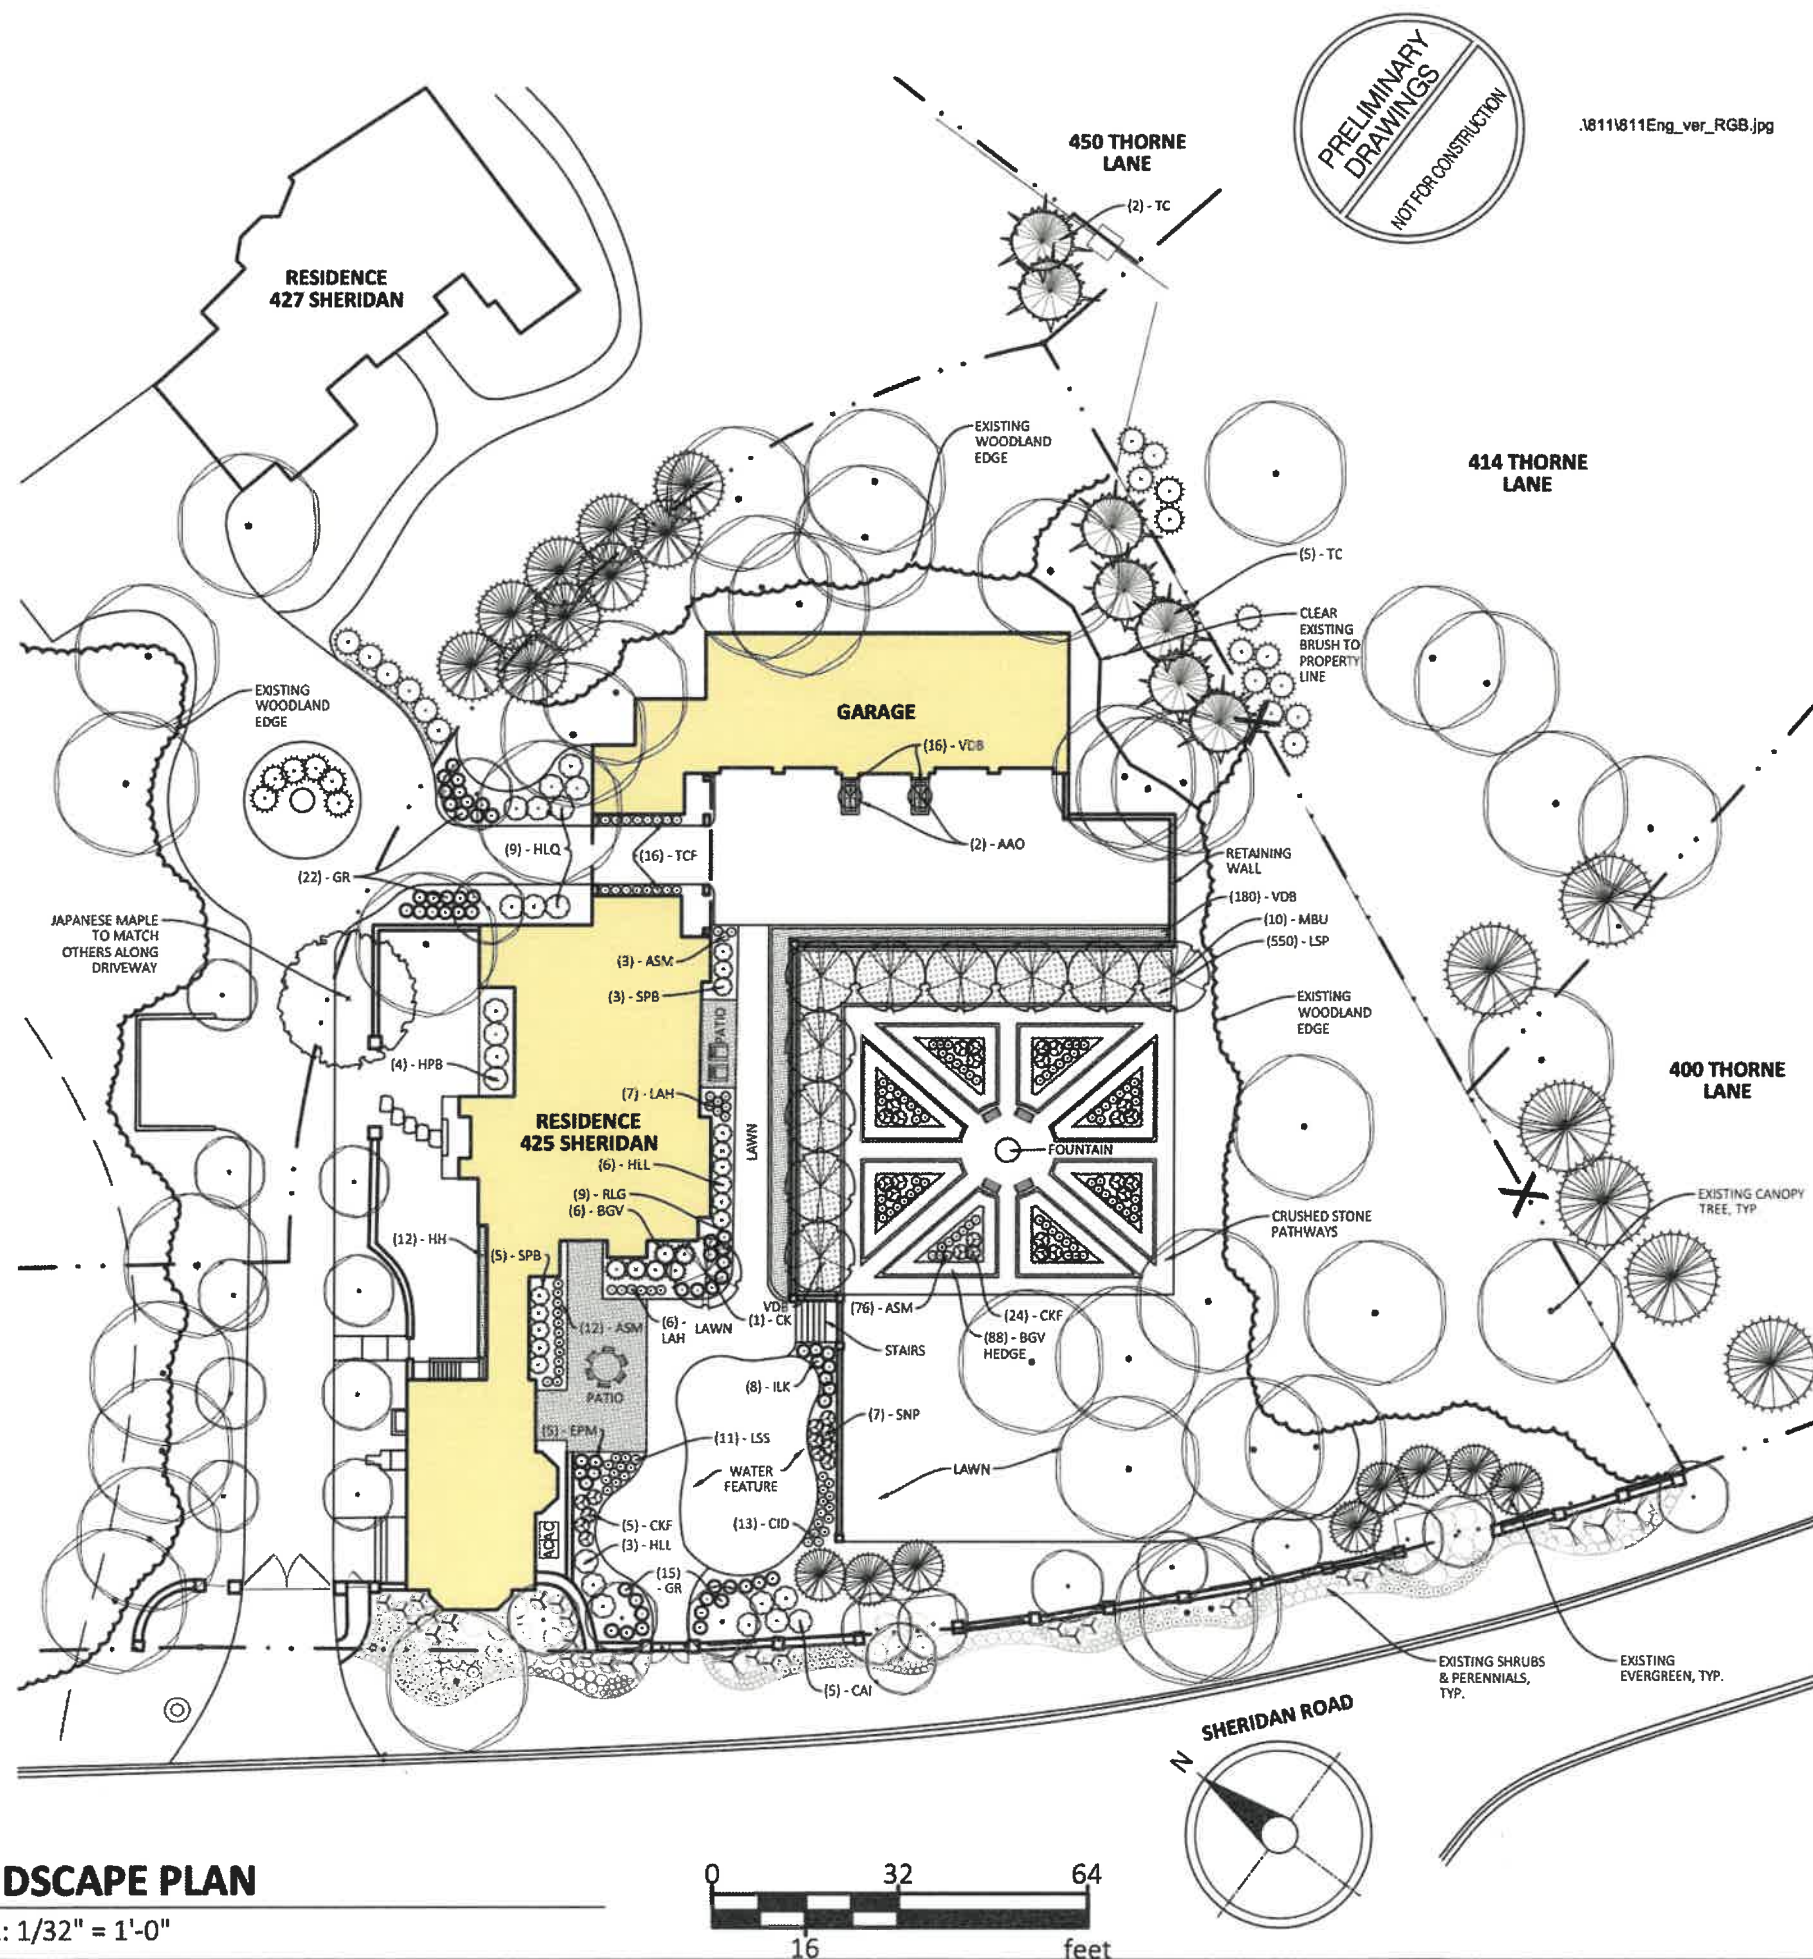 PRELIMINARY
DRAWINGS
NOT FOR CONSTRUCTION
.\811\811Eng_ver_RGB.jpg
450 THORNE
LANE
(2) - TC
RESIDENCE
427 SHERIDAN
EXISTING
WOODLAND
EDGE
414 THORNE
LANE
(5) - TC
CLEAR
EXISTING
BRUSH TO
PROPERTY
LINE
EXISTING
WOODLAND
EDGE
GARAGE
(16) - VDB
(9) - HLQ
(16) - TCF
(2) - AAO
(22) - GR
RETAINING
WALL
(180) - VDB
(10) - MBU
(550) - LSP
JAPANESE MAPLE
TO MATCH
OTHERS ALONG
DRIVEWAY
(3) - ASM
(3) - SPB
PATIO
EXISTING
WOODLAND
EDGE
(4) - HPB
(7) - LAH
400 THORNE
LANE
RESIDENCE
425 SHERIDAN
LAWN
FOUNTAIN
(6) - HLL
(9) - RLG
(6) - BGV
EXISTING CANOPY
TREE, TYP
CRUSHED STONE
PATHWAYS
(12) - HH
(5) - SPB
VDB
(1) - CK
(76) - ASM
(24) - CKF
(88) - BGV
HEDGE
(12) - ASM
(6) -
LAH
LAWN
STAIRS
PATIO
(8) - ILK
(7) - SNP
(5) - EPM
(11) - LSS
WATER
FEATURE
LAWN
(5) - CKF
(13) - CID
(3) - HLL
AC
AC
(15)
- GR
(5) - CAI
EXISTING SHRUBS
& PERENNIALS,
TYP.
EXISTING
EVERGREEN, TYP.
SHERIDAN ROAD
N
DSCAPE PLAN
.: 1/32" = 1'-0"
0 32 64
16 feet